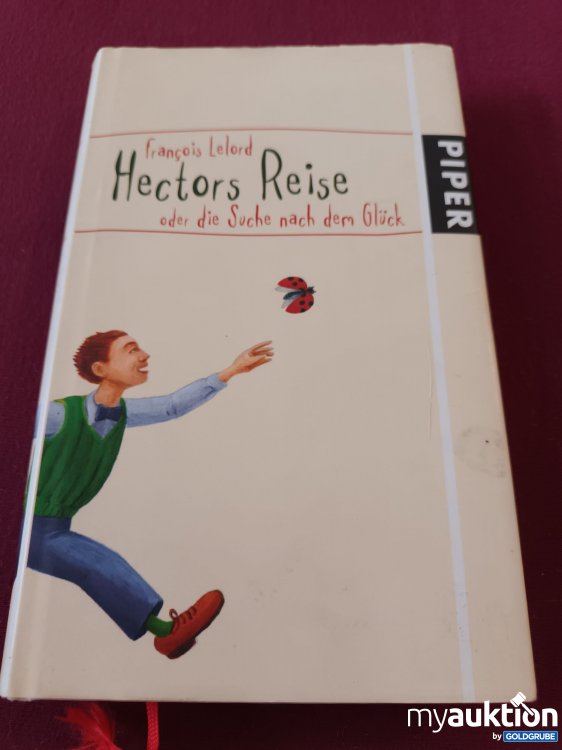 François Lelord
Hectors Reise
oder die Suche nach dem Glück
PIPER
myauktion
by GOLDGRUBE